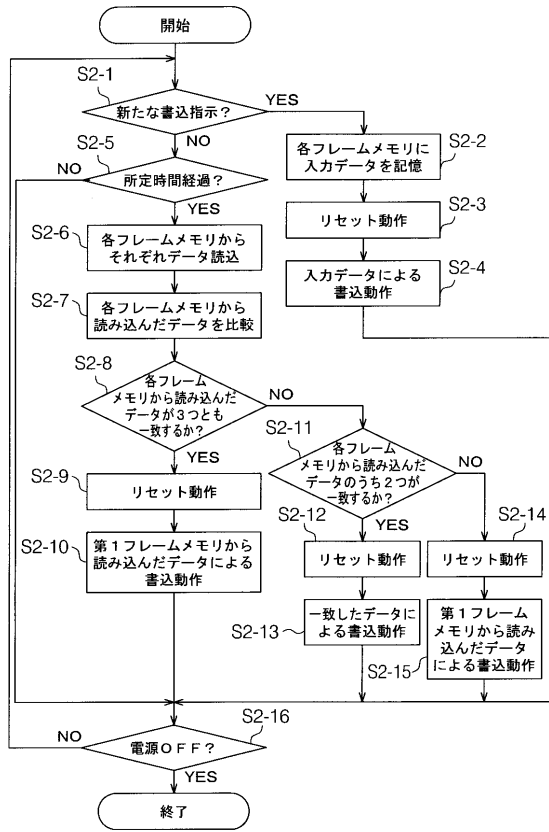 開始
S2-1
新たな書込指示？
YES
NO
S2-2
各フレームメモリに
入力データを記憶
S2-3
リセット動作
S2-4
入力データによる
書込動作
S2-5
NO
所定時間経過？
YES
S2-6
各フレームメモリから
それぞれデータ読込
S2-7
各フレームメモリから
読み込んだデータを比較
S2-8
各フレーム
メモリから読み込んだ
データが３つとも
一致するか？
NO
YES
S2-9
リセット動作
S2-10
第１フレームメモリから
読み込んだデータによる
書込動作
S2-11
各フレーム
メモリから読み込んだ
データのうち２つが
一致するか？
NO
YES
S2-12
リセット動作
S2-13
一致したデータに
よる書込動作
S2-14
リセット動作
S2-15
第１フレーム
メモリから読み
込んだデータ
による書込動作
S2-16
NO
電源ＯＦＦ？
YES
終了